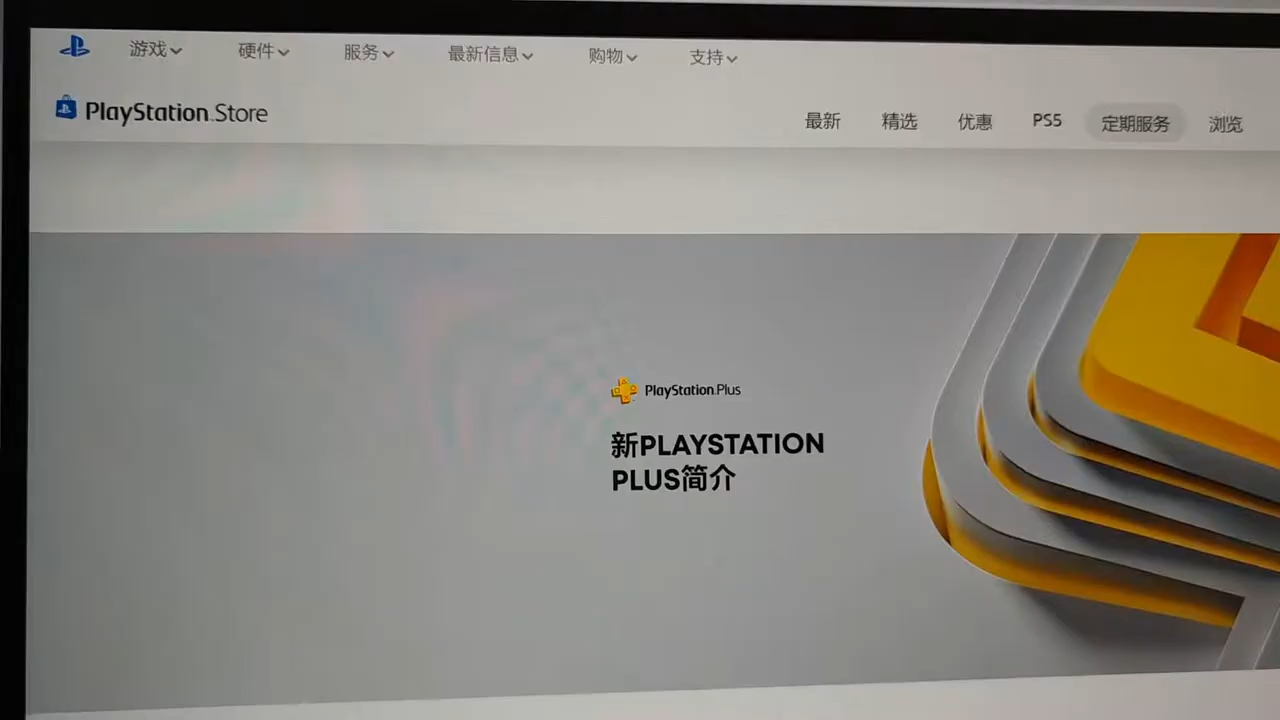 游戏 硬件 服务 最新信息 购物 支持
PlayStation.Store
最新 精选 优惠 PS5 定期服务 浏览
PlayStation.Plus
新PLAYSTATION
PLUS简介